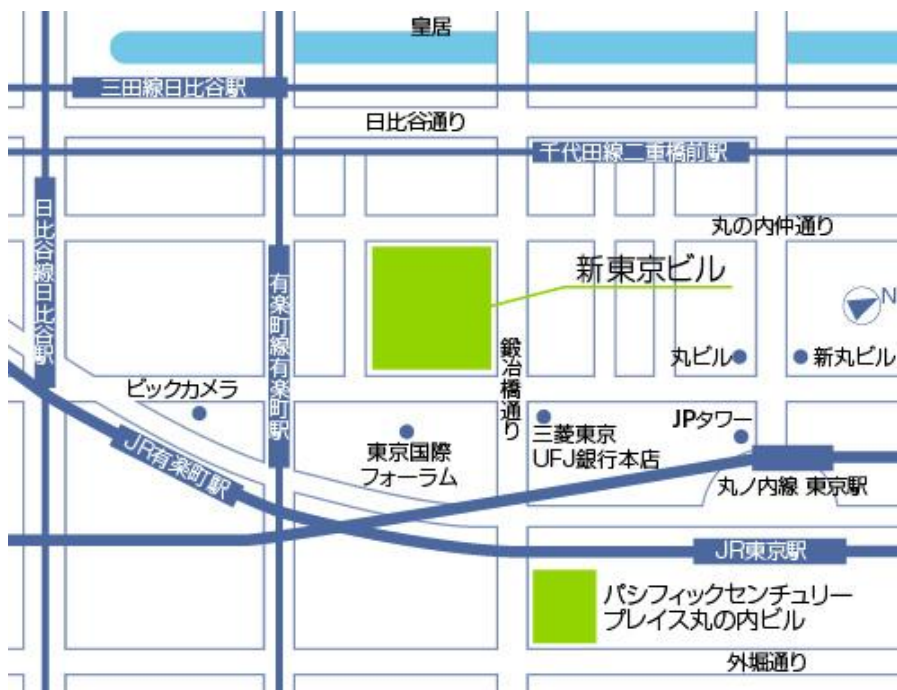 皇居
三田線日比谷駅
日比谷通り
千代田線二重橋前駅
丸の内仲通り
日比谷線日比谷駅
有楽町線有楽町駅
新東京ビル
N
鍛冶橋通り
丸ビル
新丸ビル
ビックカメラ
東京国際
フォーラム
三菱東京
UFJ銀行本店
JPタワー
JR有楽町駅
丸ノ内線 東京駅
JR東京駅
パシフィックセンチュリー
プレイス丸の内ビル
外堀通り